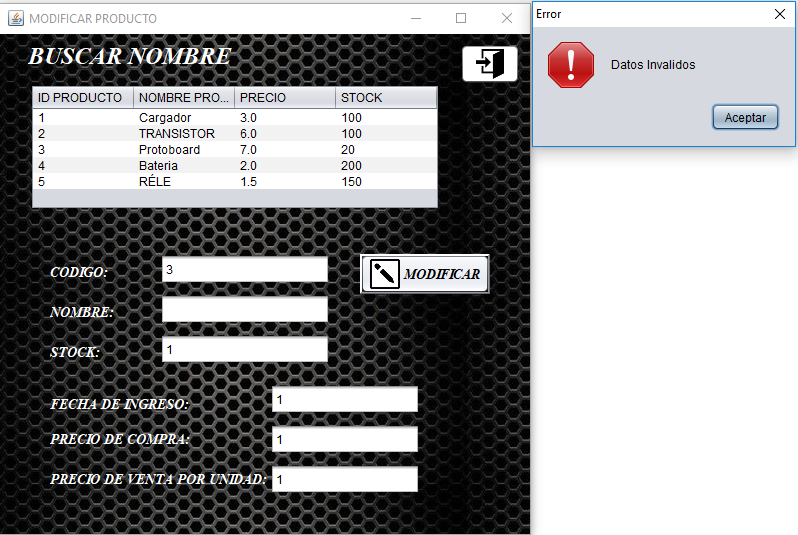 MODIFICAR PRODUCTO
BUSCAR NOMBRE
ID PRODUCTO NOMBRE PRO... PRECIO STOCK
1 Cargador 3.0 100
2 TRANSISTOR 6.0 100
3 Protoboard 7.0 20
4 Bateria 2.0 200
5 RÉLE 1.5 150
CODIGO: 3
MODIFICAR
NOMBRE:
STOCK: 1
FECHA DE INGRESO: 1
PRECIO DE COMPRA: 1
PRECIO DE VENTA POR UNIDAD: 1
Error
Datos Invalidos
Aceptar